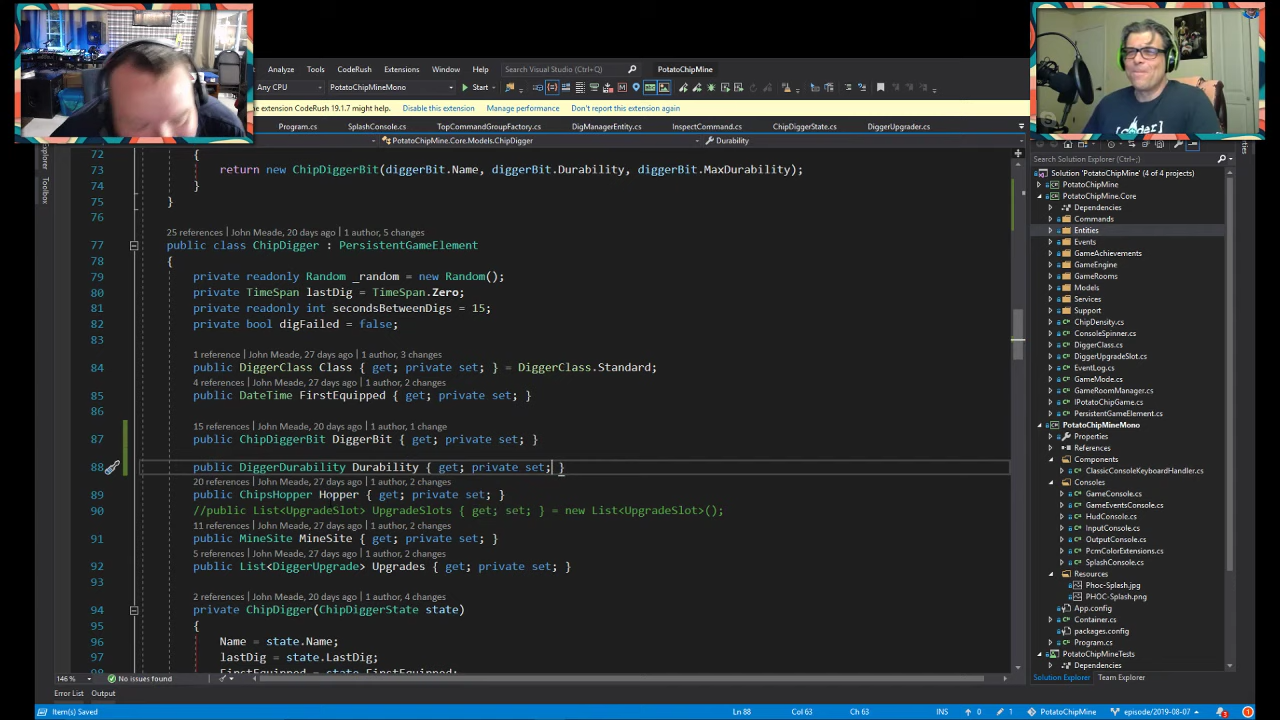 Analyze Tools CodeRush Extensions Window Help Search Visual Studio (Ctrl+Q) PotatoChipMine
Any CPU PotatoChipMineMono Start
e extension CodeRush 19.1.7 might help. Disable this extension Manage performance Don't report this extension again
Program.cs SplashConsole.cs TopCommandGroupFactory.cs DigManagerEntity.cs InspectCommand.cs ChipDiggerState.cs DiggerUpgrader.cs
PotatoChipMine.Core.Models.ChipDigger Durability
Explorer
Toolbox
72 {
73 return new ChipDiggerBit(diggerBit.Name, diggerBit.Durability, diggerBit.MaxDurability);
74 }
75 }
76
25 references | John Meade, 20 days ago | 1 author, 5 changes
77 public class ChipDigger : PersistentGameElement
78 {
79 private readonly Random _random = new Random();
80 private TimeSpan lastDig = TimeSpan.Zero;
81 private readonly int secondsBetweenDigs = 15;
82 private bool digFailed = false;
83
1 reference | John Meade, 27 days ago | 1 author, 3 changes
84 public DiggerClass Class { get; private set; } = DiggerClass.Standard;
4 references | John Meade, 27 days ago | 1 author, 2 changes
85 public DateTime FirstEquipped { get; private set; }
86
15 references | John Meade, 20 days ago | 1 author, 1 change
87 public ChipDiggerBit DiggerBit { get; private set; }
88 public DiggerDurability Durability { get; private set; }
20 references | John Meade, 27 days ago | 1 author, 2 changes
89 public ChipsHopper Hopper { get; private set; }
90 //public List<UpgradeSlot> UpgradeSlots { get; set; } = new List<UpgradeSlot>();
11 references | John Meade, 27 days ago | 1 author, 2 changes
91 public MineSite MineSite { get; private set; }
5 references | John Meade, 27 days ago | 1 author, 2 changes
92 public List<DiggerUpgrade> Upgrades { get; private set; }
93
2 references | John Meade, 20 days ago | 1 author, 4 changes
94 private ChipDigger(ChipDiggerState state)
95 {
96 Name = state.Name;
97 lastDig = state.LastDig;
98 FirstEquipped = state.FirstEquipped;
146 % No issues found
Error List Output
Item(s) Saved Ln 88 Col 63 Ch 63 INS 0 1 PotatoChipMine episode/2019-08-07 3 1
Search Solution Explorer (Ctrl+;)
Solution 'PotatoChipMine' (4 of 4 projects)
PotatoChipMine
PotatoChipMine.Core
Dependencies
Commands
Entities
Events
GameAchievements
GameEngine
GameRooms
Models
Services
Support
ChipDensity.cs
ConsoleSpinner.cs
DiggerClass.cs
DiggerUpgradeSlot.cs
EventLog.cs
GameMode.cs
GameRoomManager.cs
IPotatoChipGame.cs
PersistentGameElement.cs
PotatoChipMineMono
Properties
References
Components
ClassicConsoleKeyboardHandler.cs
Consoles
GameConsole.cs
GameEventsConsole.cs
HudConsole.cs
InputConsole.cs
OutputConsole.cs
PcmColorExtensions.cs
SplashConsole.cs
Resources
Phoc-Splash.jpg
PHOC-Splash.png
App.config
Container.cs
packages.config
Program.cs
PotatoChipMineTests
Dependencies
Solution Explorer Team Explorer